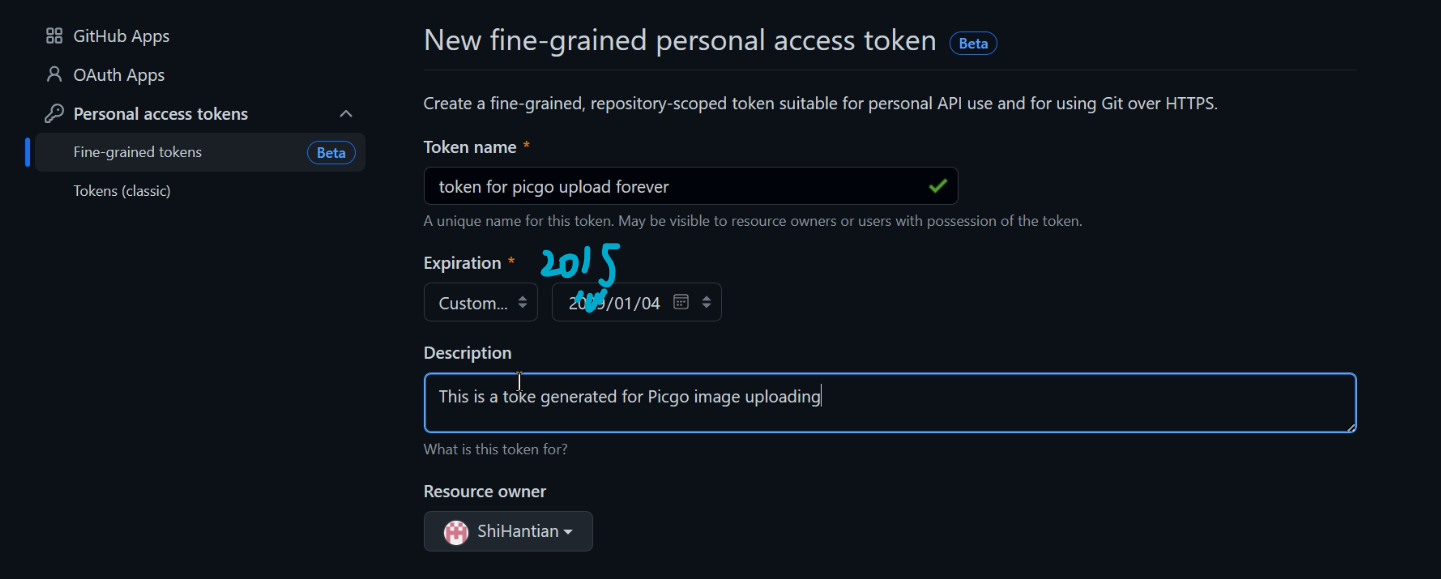 GitHub Apps
OAuth Apps
Personal access tokens
Fine-grained tokens Beta
Tokens (classic)
New fine-grained personal access token Beta
Create a fine-grained, repository-scoped token suitable for personal API use and for using Git over HTTPS.
Token name *
token for picgo upload forever
A unique name for this token. May be visible to resource owners or users with possession of the token.
Expiration *
2015
Custom...
Description
This is a toke generated for Picgo image uploading
What is this token for?
Resource owner
ShiHantian